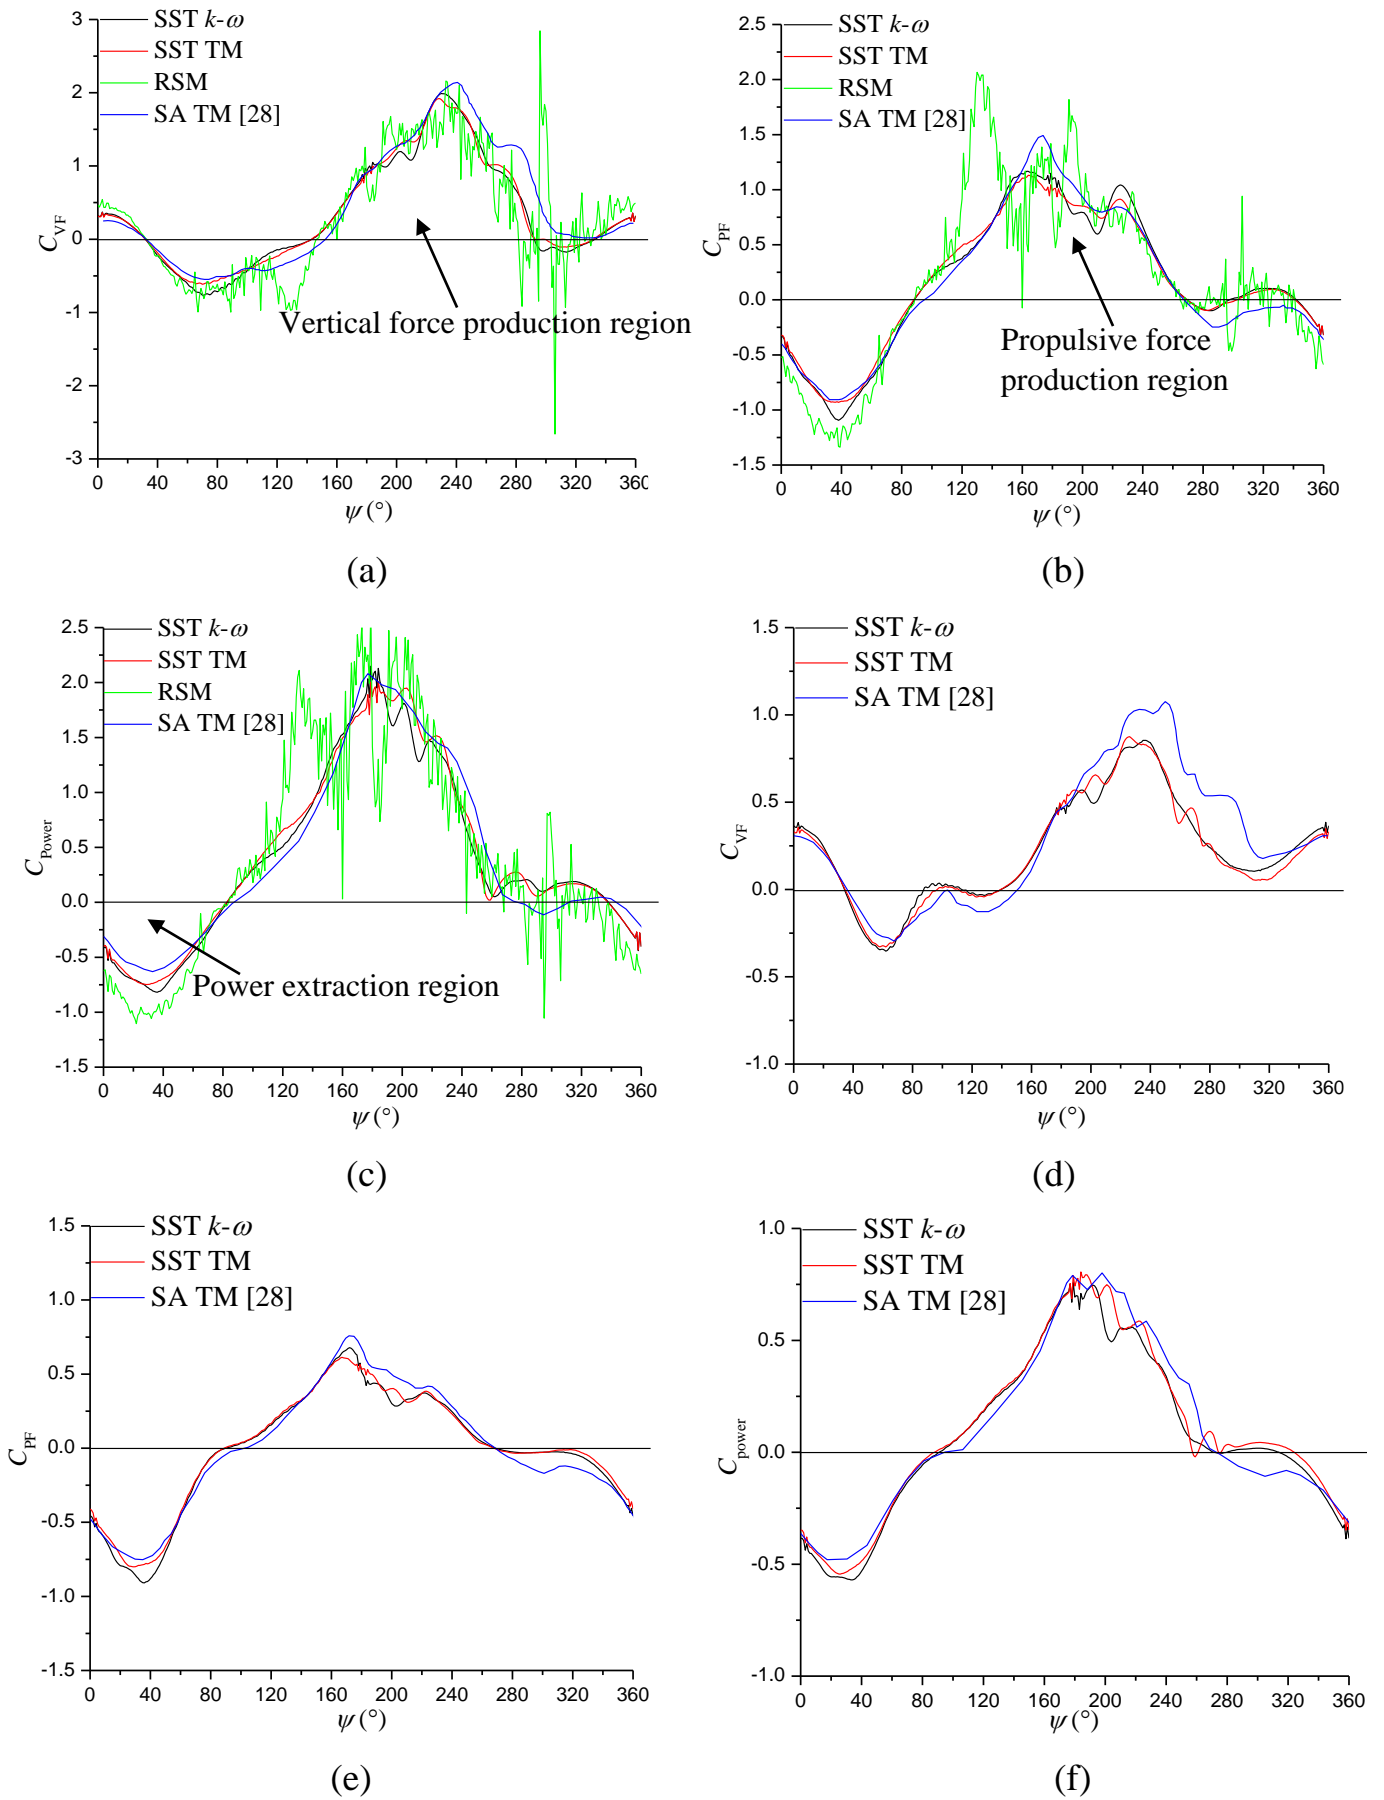 SST k-ω
SST TM
RSM
SA TM [28]
3
2
1
0
-1
-2
-3
C_VF
Vertical force production region
0 40 80 120 160 200 240 280 320 360
ψ (°)
(a)
SST k-ω
SST TM
RSM
SA TM [28]
2.5
2.0
1.5
1.0
0.5
0.0
-0.5
-1.0
-1.5
C_PF
Propulsive force
production region
0 40 80 120 160 200 240 280 320 360
ψ (°)
(b)
SST k-ω
SST TM
RSM
SA TM [28]
2.5
2.0
1.5
1.0
0.5
0.0
-0.5
-1.0
-1.5
C_Power
Power extraction region
0 40 80 120 160 200 240 280 320 360
ψ (°)
(c)
SST k-ω
SST TM
SA TM [28]
1.5
1.0
0.5
0.0
-0.5
-1.0
C_VF
0 40 80 120 160 200 240 280 320 360
ψ (°)
(d)
SST k-ω
SST TM
SA TM [28]
1.5
1.0
0.5
0.0
-0.5
-1.0
-1.5
C_PF
0 40 80 120 160 200 240 280 320 360
ψ (°)
(e)
SST k-ω
SST TM
SA TM [28]
1.0
0.5
0.0
-0.5
-1.0
C_power
0 40 80 120 160 200 240 280 320 360
ψ (°)
(f)